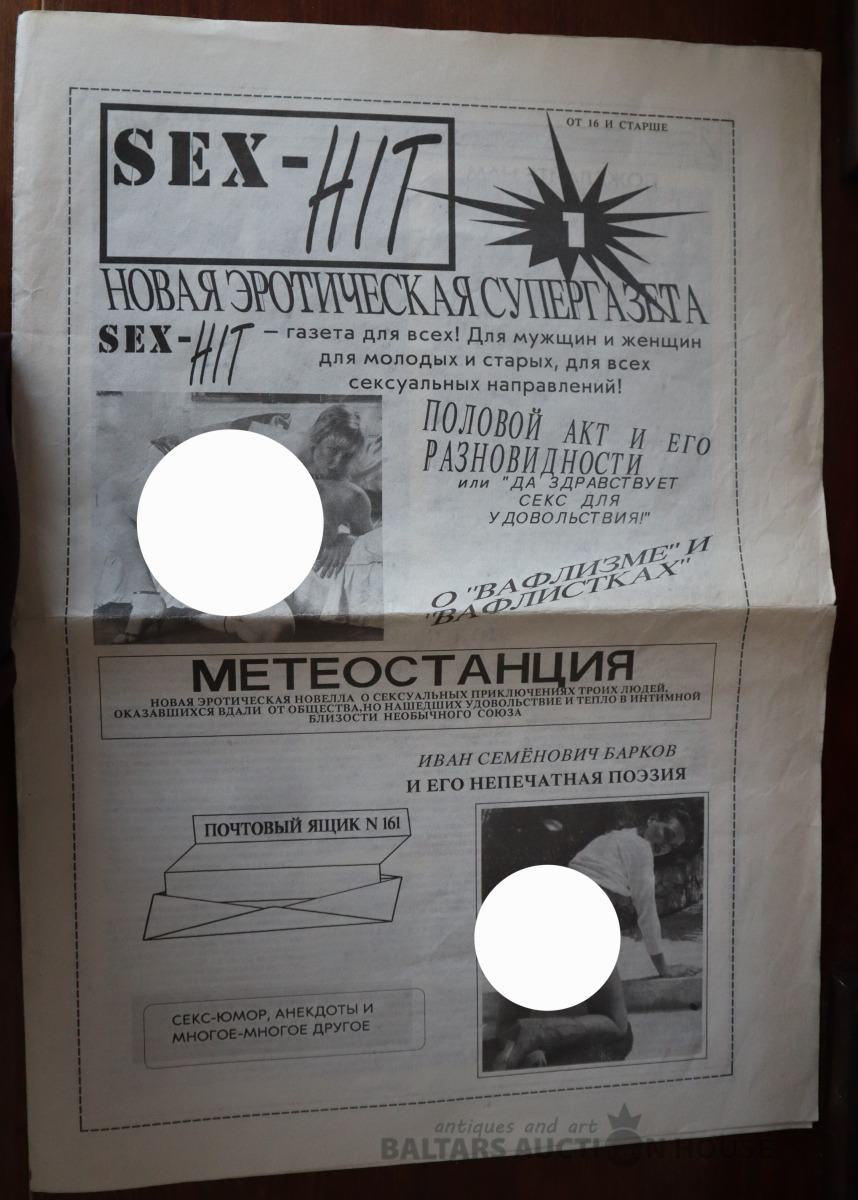 SEX-HIT
ОТ 16 И СТАРШЕ
1
НОВАЯ ЭРОТИЧЕСКАЯ СУПЕРГАЗЕТА
SEX-HIT – газета для всех! Для мужщин и женщин
для молодых и старых, для всех
сексуальных направлений!
ПОЛОВОЙ АКТ И ЕГО
РАЗНОВИДНОСТИ
или "ДА ЗДРАВСТВУЕТ
СЕКС ДЛЯ
УДОВОЛЬСТВИЯ!"
О "ВАФЛИЗМЕ" И
"ВАФЛИСТКАХ"
МЕТЕОСТАНЦИЯ
НОВАЯ ЭРОТИЧЕСКАЯ НОВЕЛЛА О СЕКСУАЛЬНЫХ ПРИКЛЮЧЕНИЯХ ТРОИХ ЛЮДЕЙ,
ОКАЗАВШИХСЯ ВДАЛИ ОТ ОБЩЕСТВА,НО НАШЕДШИХ УДОВОЛЬСТВИЕ И ТЕПЛО В ИНТИМНОЙ
БЛИЗОСТИ НЕОБЫЧНОГО СОЮЗА
ИВАН СЕМЁНОВИЧ БАРКОВ
И ЕГО НЕПЕЧАТНАЯ ПОЭЗИЯ
ПОЧТОВЫЙ ЯЩИК N 161
СЕКС-ЮМОР, АНЕКДОТЫ И
МНОГОЕ-МНОГОЕ ДРУГОЕ
antiques and art
BALTARS AUCTION HOUSE